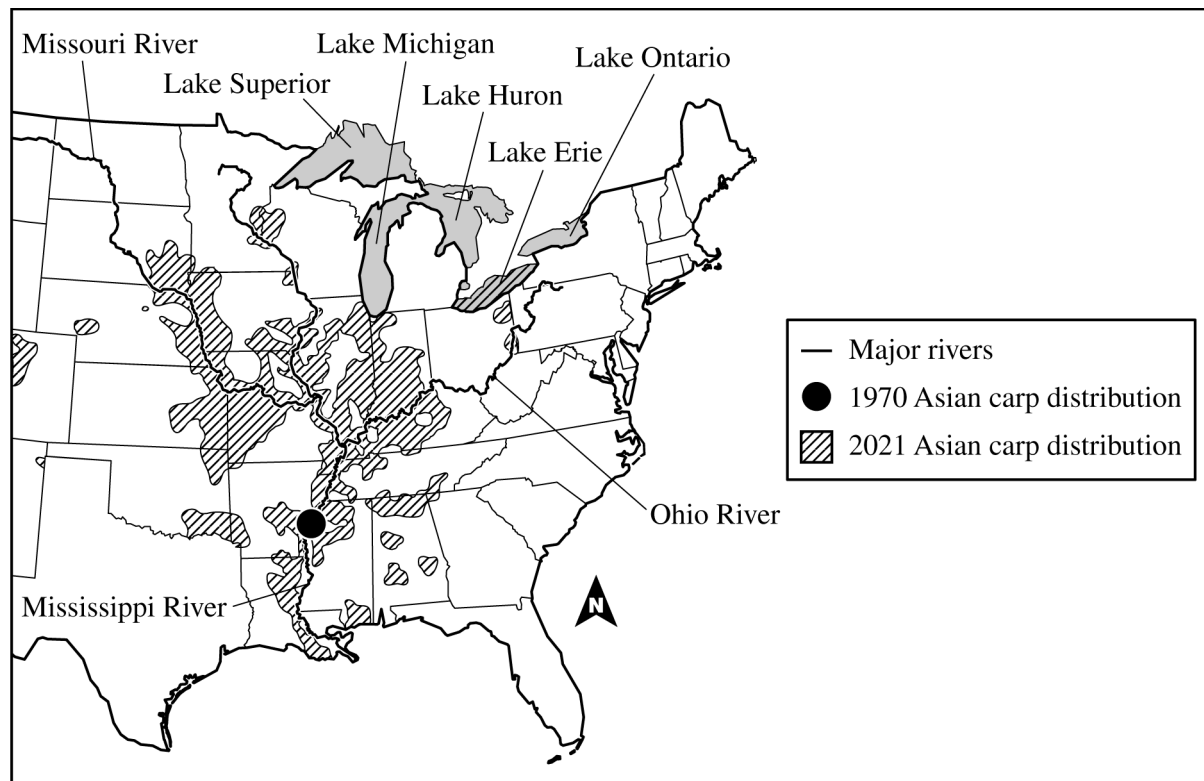 Missouri River
Lake Michigan
Lake Superior
Lake Ontario
Lake Huron
Lake Erie
Major rivers
1970 Asian carp distribution
2021 Asian carp distribution
Ohio River
Mississippi River
N